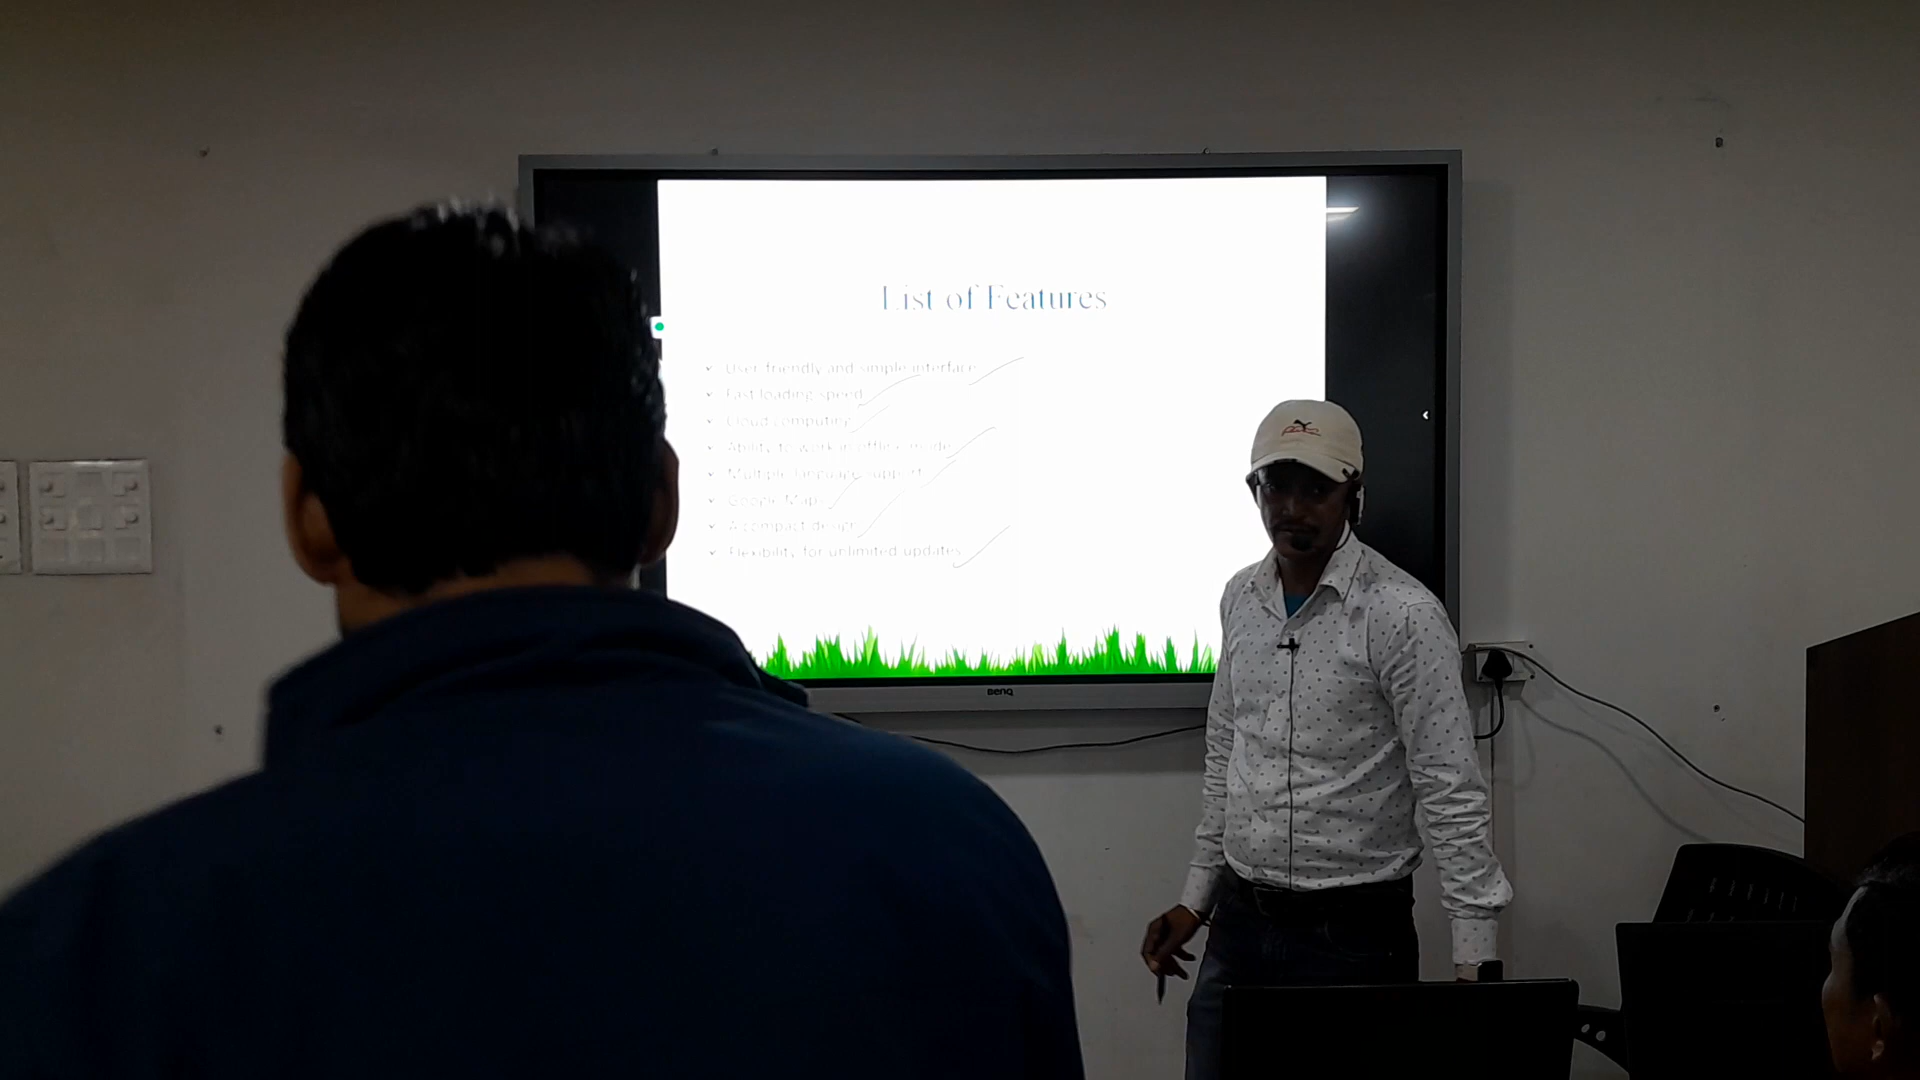 List of Features
User friendly and simple interface
Fast loading speed
Cloud computing
Ability to work in offline mode
Multiple language support
Google Maps
A compact design
Flexibility for unlimited updates
BenQ